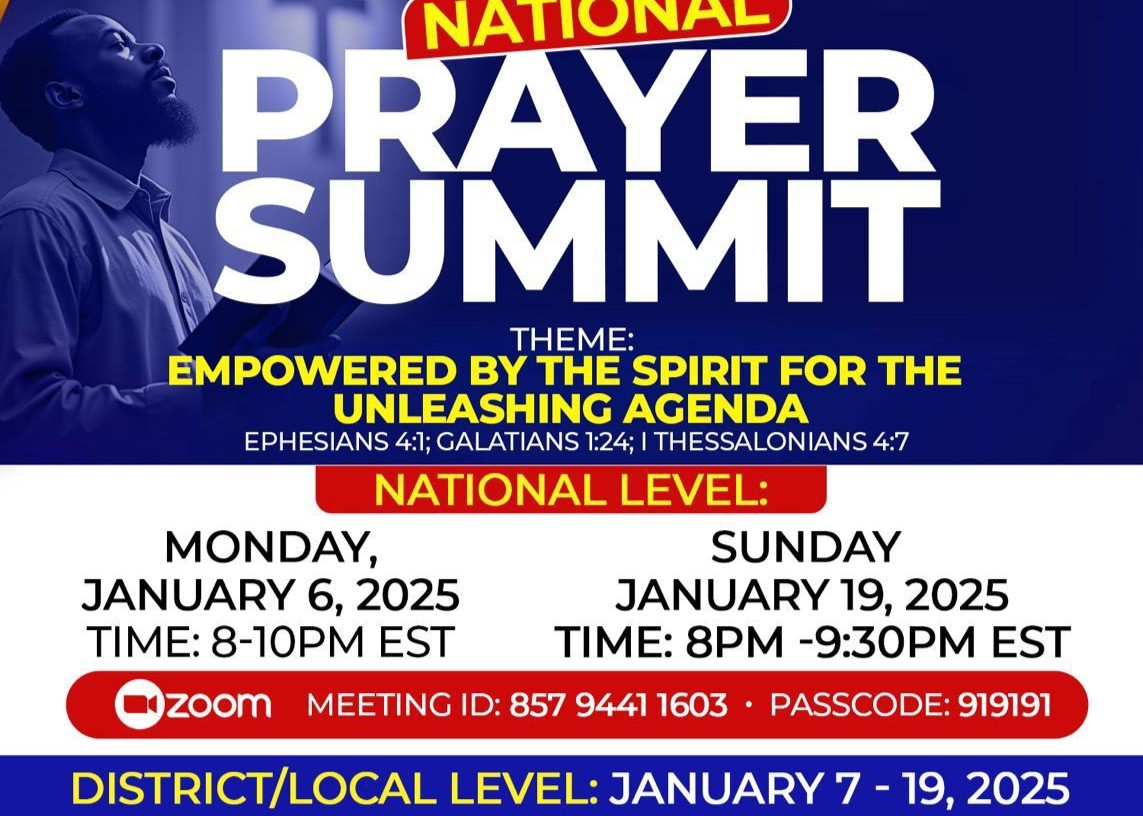 NATIONAL
PRAYER
SUMMIT
THEME:
EMPOWERED BY THE SPIRIT FOR THE
UNLEASHING AGENDA
EPHESIANS 4:1; GALATIANS 1:24; I THESSALONIANS 4:7
NATIONAL LEVEL:
MONDAY,
JANUARY 6, 2025
TIME: 8-10PM EST
SUNDAY
JANUARY 19, 2025
TIME: 8PM -9:30PM EST
zoom MEETING ID: 857 9441 1603 • PASSCODE: 919191
DISTRICT/LOCAL LEVEL: JANUARY 7 - 19, 2025